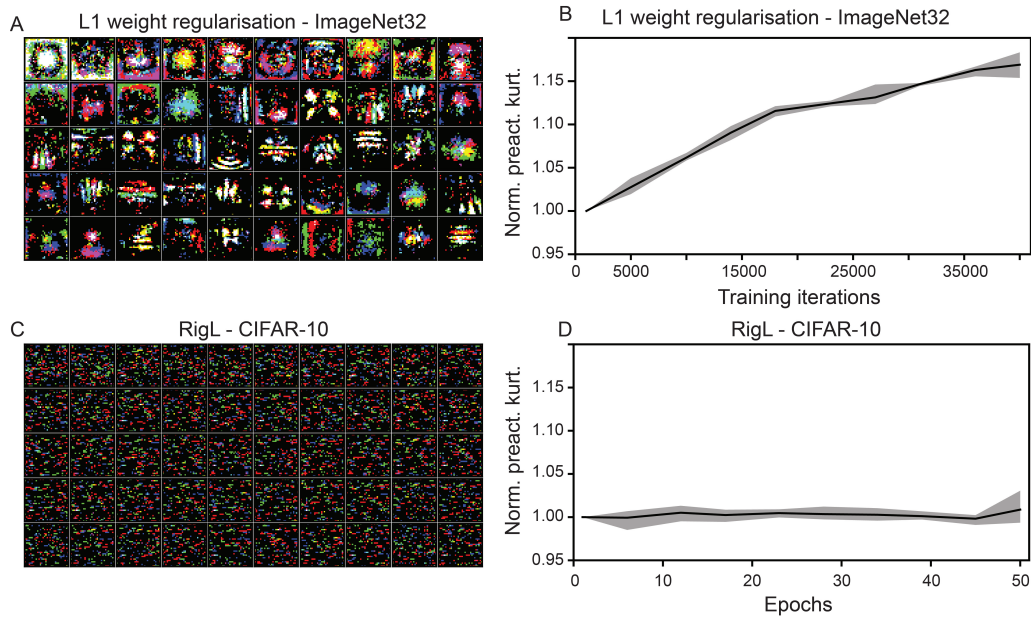 A
L1 weight regularisation - ImageNet32
B
L1 weight regularisation - ImageNet32
Norm. preact. kurt.
1.15
1.10
1.05
1.00
0.95
0
5000
15000
25000
35000
Training iterations
C
RigL - CIFAR-10
D
RigL - CIFAR-10
Norm. preact. kurt.
1.15
1.10
1.05
1.00
0.95
0
10
20
30
40
50
Epochs